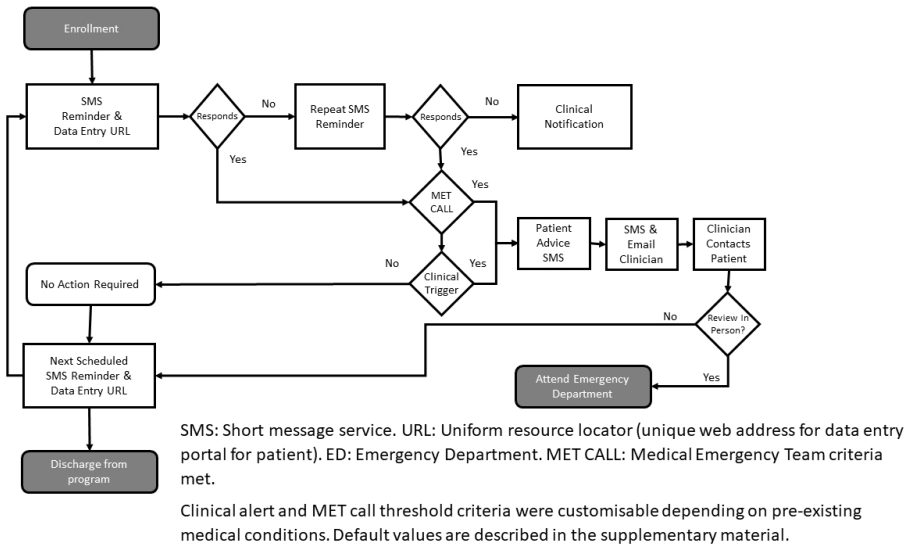 Enrollment
SMS
Reminder &
Data Entry URL
Responds
No
Repeat SMS
Reminder
Responds
No
Clinical
Notification
Yes
Yes
MET
CALL
Yes
Patient
Advice
SMS
SMS &
Email
Clinician
Clinician
Contacts
Patient
No
Clinical
Trigger
Yes
No Action Required
No
Review In
Person?
Next Scheduled
SMS Reminder &
Data Entry URL
Attend Emergency
Department
Yes
SMS: Short message service. URL: Uniform resource locator (unique web address for data entry
portal for patient). ED: Emergency Department. MET CALL: Medical Emergency Team criteria
met.
Discharge from
program
Clinical alert and MET call threshold criteria were customisable depending on pre-existing
medical conditions. Default values are described in the supplementary material.